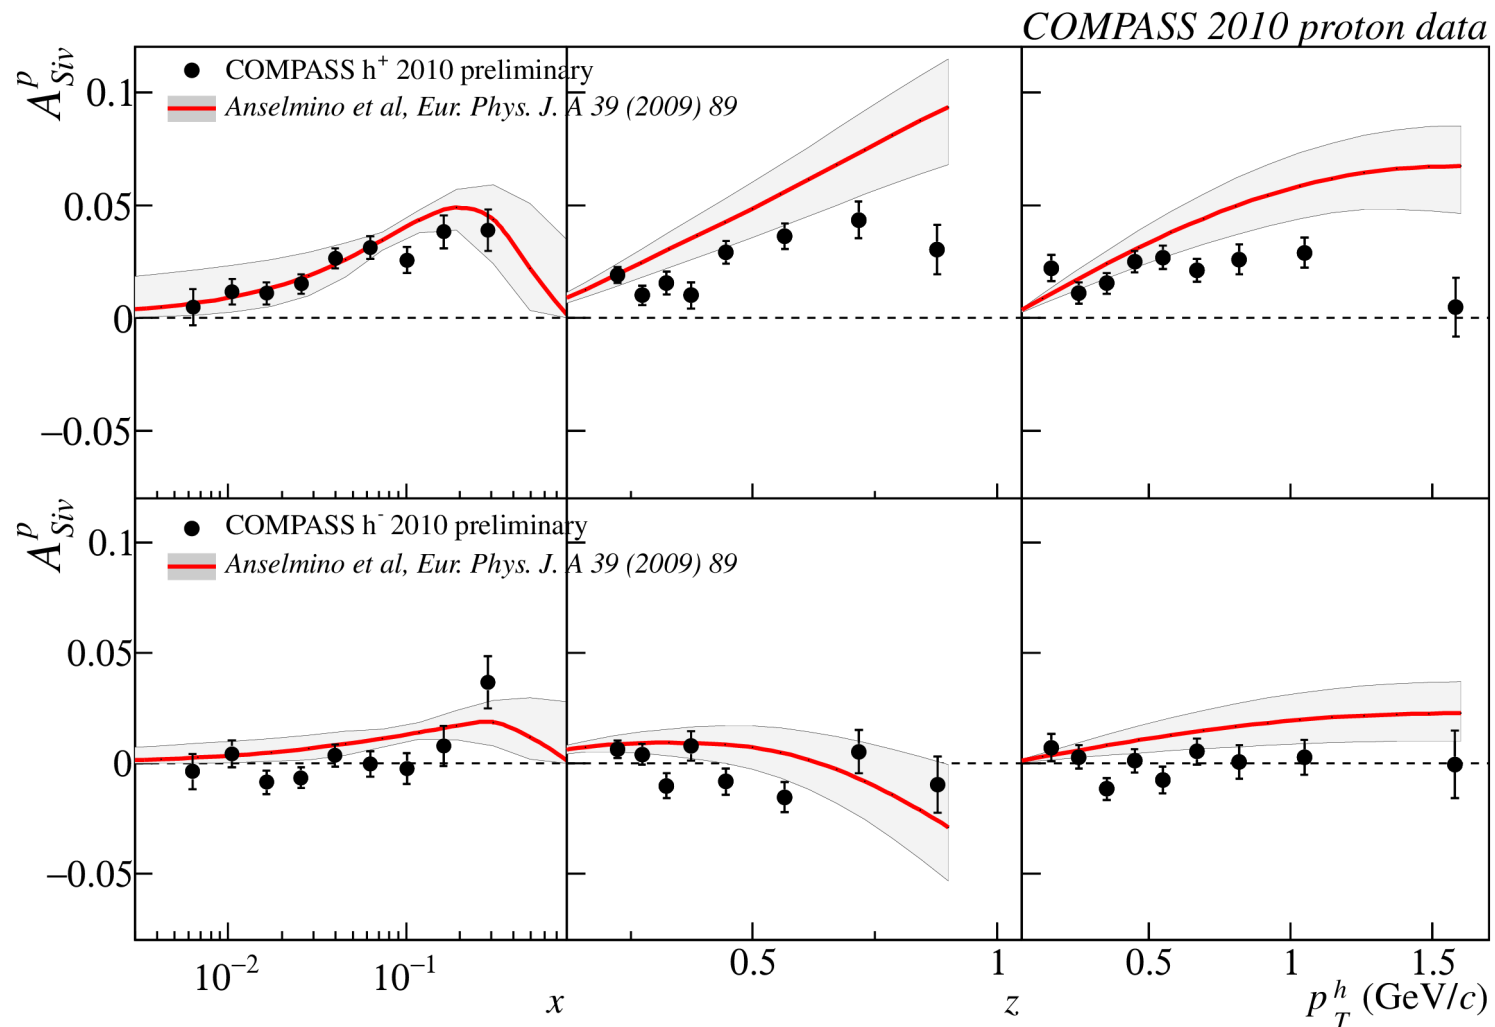 COMPASS 2010 proton data
A^p_Siv
COMPASS h^+ 2010 preliminary
Anselmino et al, Eur. Phys. J. A 39 (2009) 89
0.1
0.05
0
−0.05
A^p_Siv
COMPASS h^- 2010 preliminary
Anselmino et al, Eur. Phys. J. A 39 (2009) 89
0.1
0.05
0
−0.05
10^−2 10^−1 0.5 1 0.5 1 1.5
x z p_T^h (GeV/c)